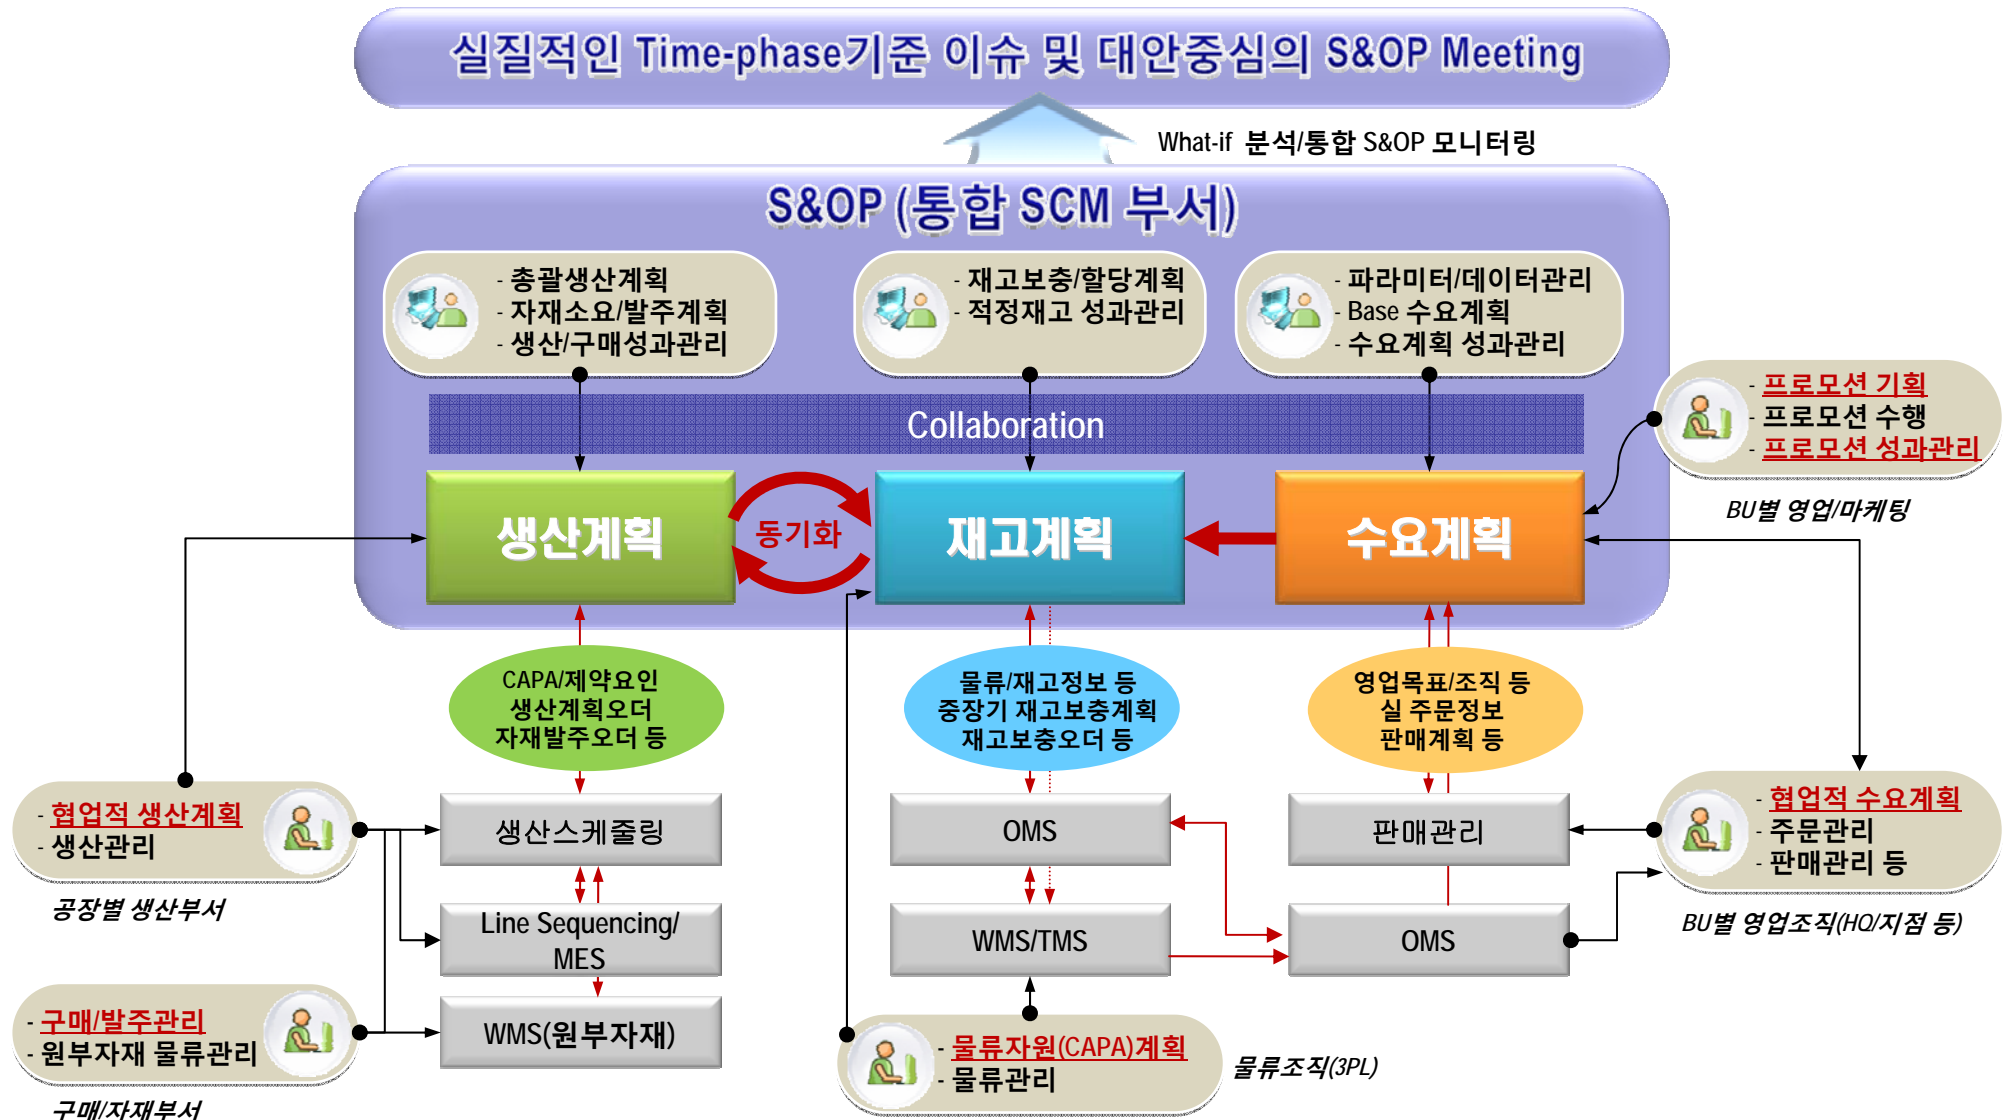 실질적인 Time-phase기준 이슈 및 대안중심의 S&OP Meeting
What-if 분석/통합 S&OP 모니터링
S&OP (통합 SCM 부서)
- 총괄생산계획
- 자재소요/발주계획
- 생산/구매성과관리
- 재고보충/할당계획
- 적정재고 성과관리
- 파라미터/데이터관리
- Base 수요계획
- 수요계획 성과관리
- 프로모션 기획
- 프로모션 수행
- 프로모션 성과관리
BU별 영업/마케팅
Collaboration
생산계획
동기화
재고계획
수요계획
CAPA/제약요인
생산계획오더
자재발주오더 등
물류/재고정보 등
중장기 재고보충계획
재고보충오더 등
영업목표/조직 등
실 주문정보
판매계획 등
- 협업적 생산계획
- 생산관리
공장별 생산부서
생산스케줄링
OMS
판매관리
- 협업적 수요계획
- 주문관리
- 판매관리 등
BU별 영업조직(HQ/지점 등)
Line Sequencing/
MES
WMS/TMS
OMS
- 구매/발주관리
- 원부자재 물류관리
구매/자재부서
WMS(원부자재)
- 물류자원(CAPA)계획
- 물류관리
물류조직(3PL)